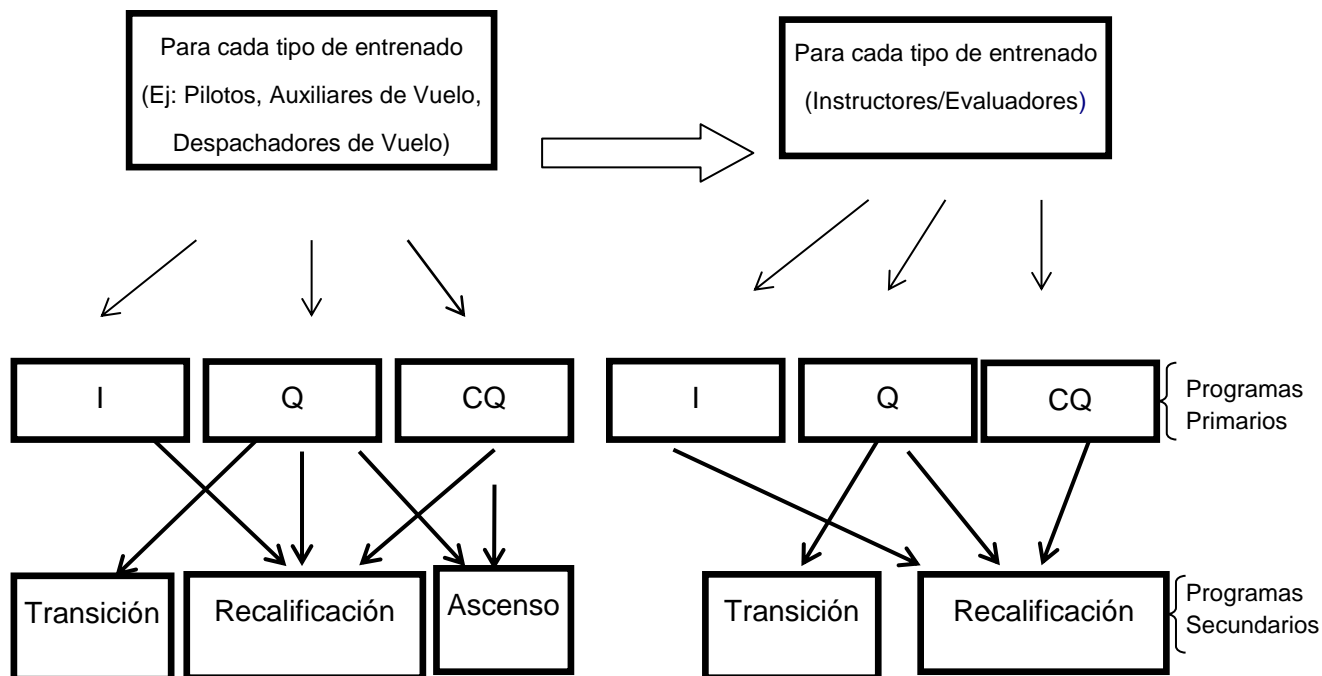 Para cada tipo de entrenado
(Ej: Pilotos, Auxiliares de Vuelo,
Despachadores de Vuelo)
Para cada tipo de entrenado
(Instructores/Evaluadores)
I
Q
CQ
I
Q
CQ
Programas
Primarios
Transición
Recalificación
Ascenso
Transición
Recalificación
Programas
Secundarios